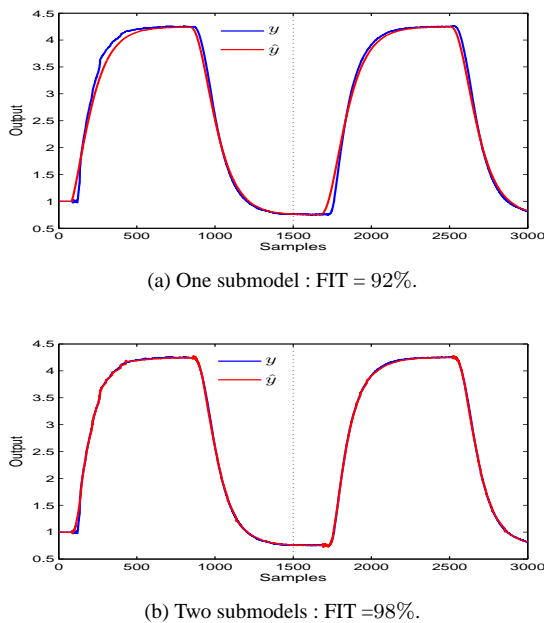 4.5
4
3.5
3
2.5
2
1.5
1
0.5
Output
y
ŷ
0 500 1000 1500 2000 2500 3000
Samples
(a) One submodel : FIT = 92%.
4.5
4
3.5
3
2.5
2
1.5
1
0.5
Output
y
ŷ
0 500 1000 1500 2000 2500 3000
Samples
(b) Two submodels : FIT =98%.